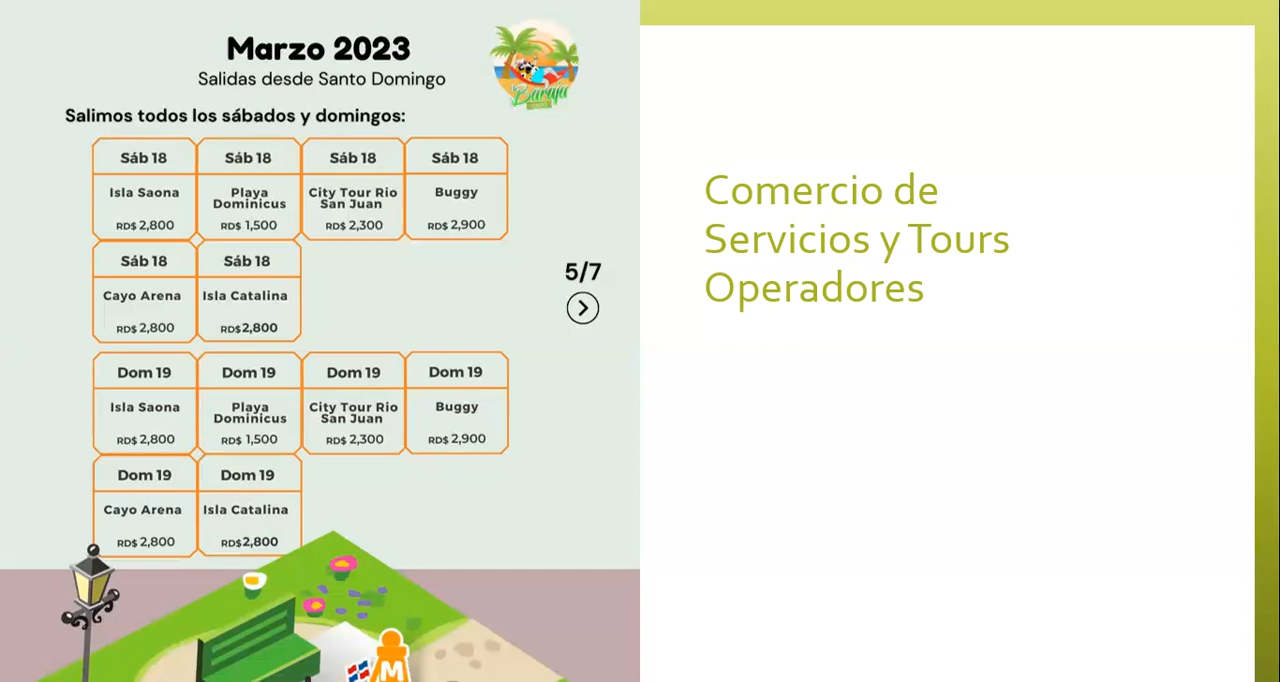 Marzo 2023
Salidas desde Santo Domingo
Baraja
Salimos todos los sábados y domingos:
Sáb 18
Isla Saona
RD$ 2,800
Sáb 18
Playa
Dominicus
RD$ 1,500
Sáb 18
City Tour Rio
San Juan
RD$ 2,300
Sáb 18
Buggy
RD$ 2,900
Sáb 18
Cayo Arena
RD$ 2,800
Sáb 18
Isla Catalina
RD$ 2,800
5/7
Dom 19
Isla Saona
RD$ 2,800
Dom 19
Playa
Dominicus
RD$ 1,500
Dom 19
City Tour Rio
San Juan
RD$ 2,300
Dom 19
Buggy
RD$ 2,900
Dom 19
Cayo Arena
RD$ 2,800
Dom 19
Isla Catalina
RD$ 2,800
M
Comercio de
Servicios y Tours
Operadores